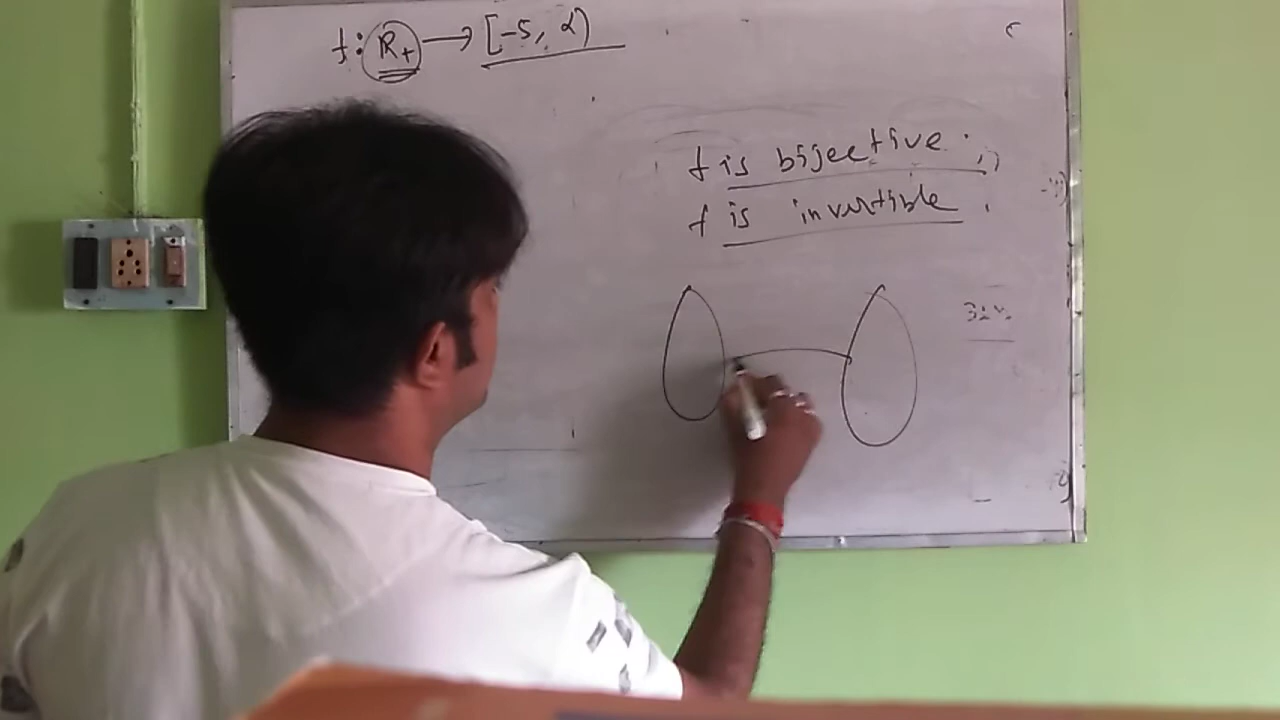 f: R+ → [-5, α)
f is bijective.
f is invertible.